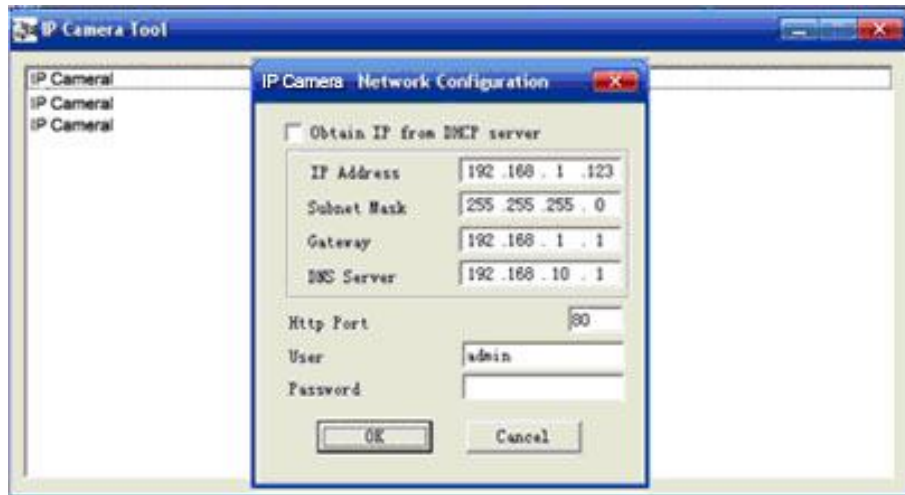 IP Camera Tool
IP Cameral
IP Cameral
IP Cameral
IP Camera Network Configuration
Obtain IP from DHCP server
IP Address 192 .168 . 1 .123
Subnet Mask 255 .255 .255 . 0
Gateway 192 .168 . 1 . 1
DNS Server 192 .168 . 10 . 1
Http Port 80
User admin
Password
OK Cancel